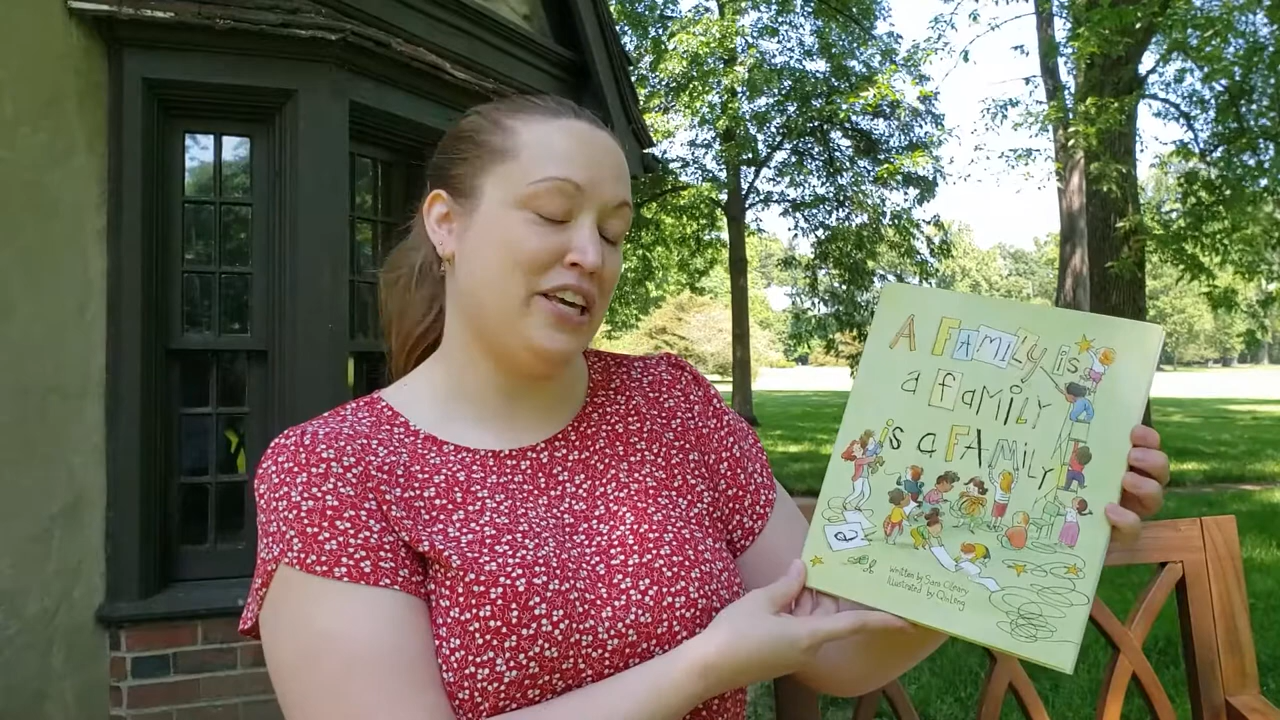 A FAMiLy is
a faMiLY
is a FAMiLY
e
written by Sara O'Leary
illustrated by Qin Leng